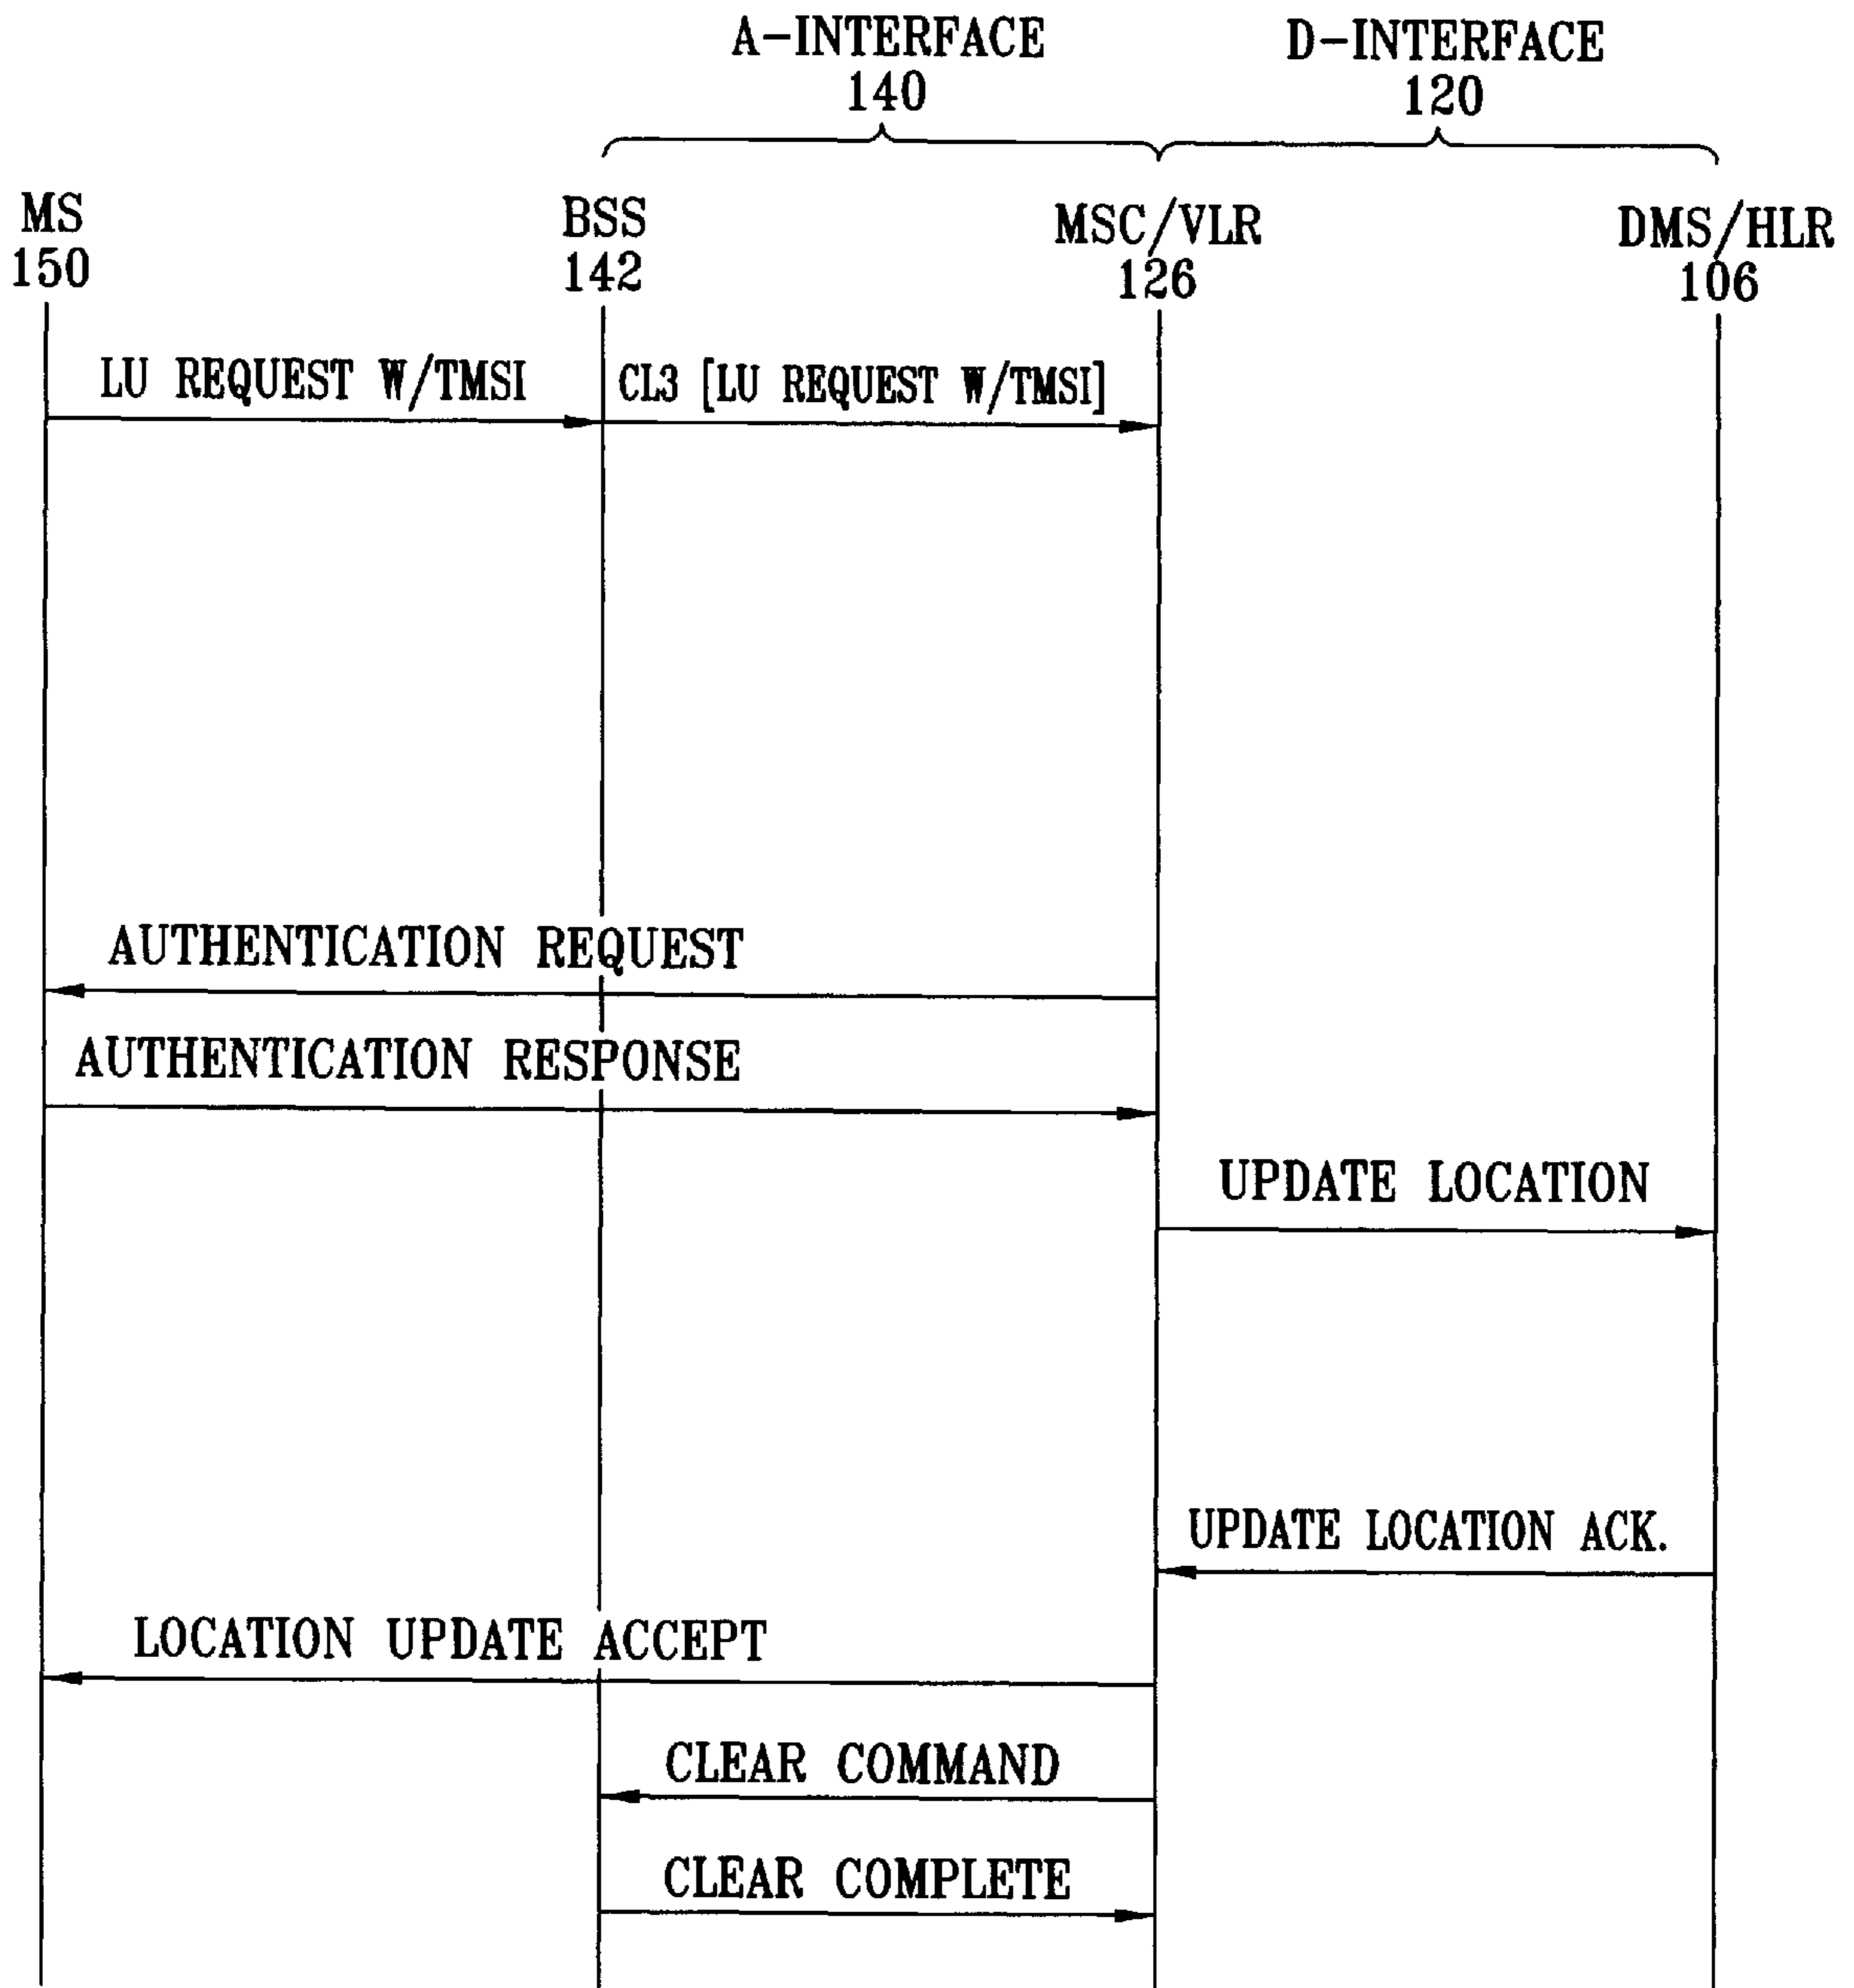 A-INTERFACE
140
D-INTERFACE
120
MS
150
BSS
142
MSC/VLR
126
DMS/HLR
106
LU REQUEST W/TMSI
CL3 [LU REQUEST W/TMSI]
AUTHENTICATION REQUEST
AUTHENTICATION RESPONSE
UPDATE LOCATION
UPDATE LOCATION ACK.
LOCATION UPDATE ACCEPT
CLEAR COMMAND
CLEAR COMPLETE